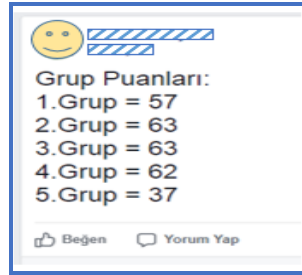 Grup Puanları:
1.Grup = 57
2.Grup = 63
3.Grup = 63
4.Grup = 62
5.Grup = 37
Beğen Yorum Yap